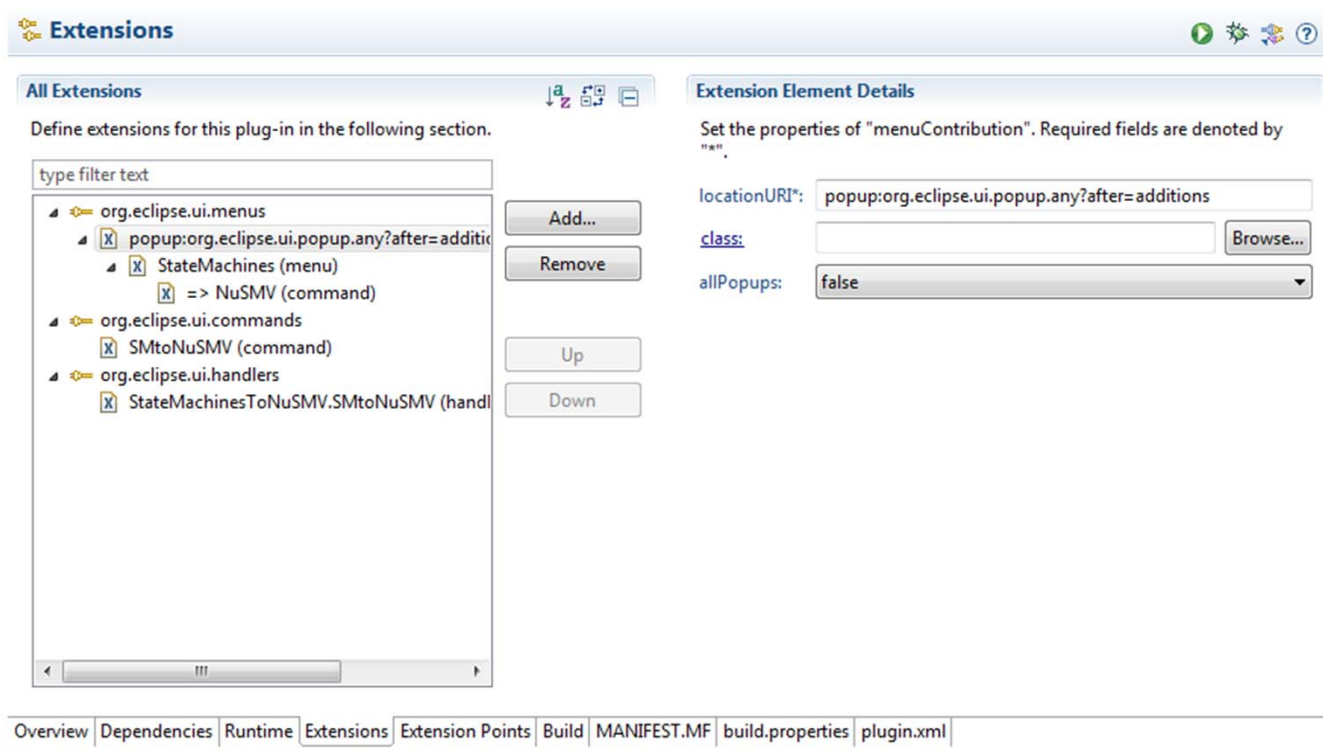 Extensions
All Extensions
Define extensions for this plug-in in the following section.
type filter text
org.eclipse.ui.menus
popup:org.eclipse.ui.popup.any?after=additic
StateMachines (menu)
=> NuSMV (command)
org.eclipse.ui.commands
SMtoNuSMV (command)
org.eclipse.ui.handlers
StateMachinesToNuSMV.SMtoNuSMV (handl
Add...
Remove
Up
Down
Extension Element Details
Set the properties of "menuContribution". Required fields are denoted by
"*".
locationURI*: popup:org.eclipse.ui.popup.any?after=additions
class: Browse...
allPopups: false
Overview Dependencies Runtime Extensions Extension Points Build MANIFEST.MF build.properties plugin.xml